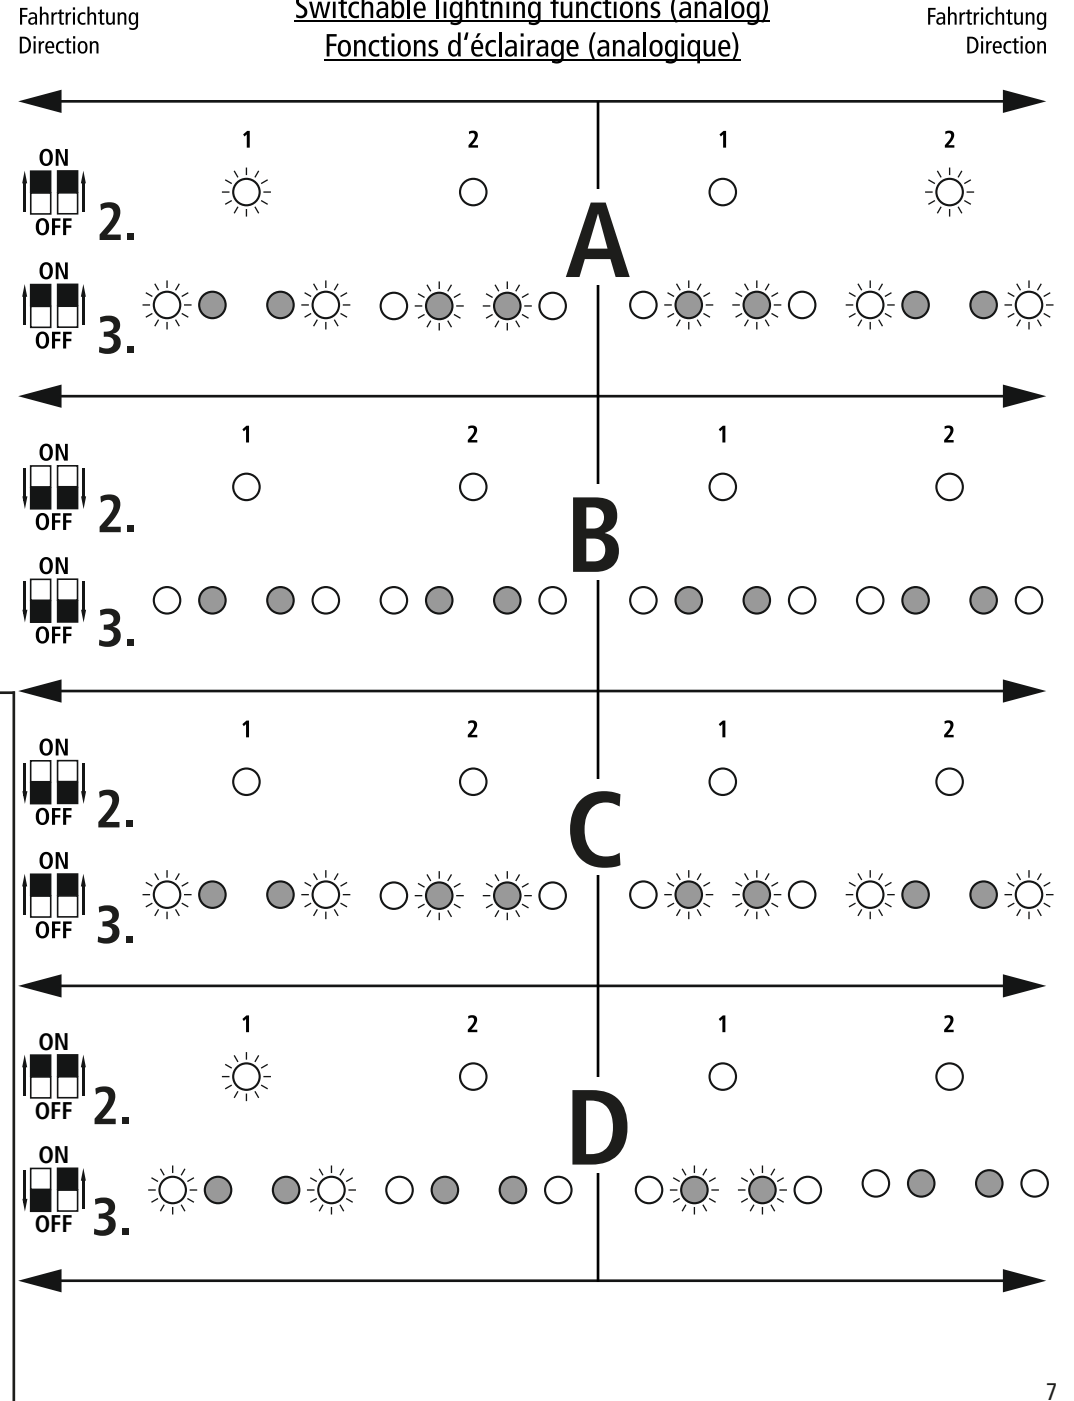 Fahrtrichtung
Direction
Switchable lightning functions (analog)
Fonctions d‘éclairage (analogique)
Fahrtrichtung
Direction
1 2 1 2
ON
OFF 2.
A
ON
OFF 3.
1 2 1 2
ON
OFF 2.
B
ON
OFF 3.
1 2 1 2
ON
OFF 2.
C
ON
OFF 3.
1 2 1 2
ON
OFF 2.
D
ON
OFF 3.
7